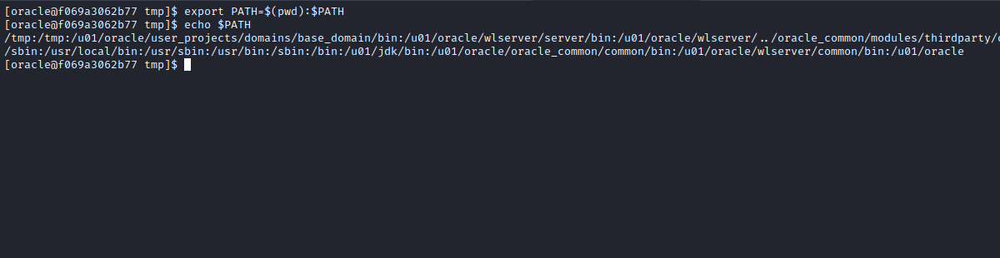 [oracle@f069a3062b77 tmp]$ export PATH=$(pwd):$PATH
[oracle@f069a3062b77 tmp]$ echo $PATH
/tmp:/tmp:/u01/oracle/user_projects/domains/base_domain/bin:/u01/oracle/wlserver/server/bin:/u01/oracle/wlserver/../oracle_common/modules/thirdparty/
/sbin:/usr/local/bin:/usr/sbin:/usr/bin:/sbin:/bin:/u01/jdk/bin:/u01/oracle/oracle_common/common/bin:/u01/oracle/wlserver/common/bin:/u01/oracle
[oracle@f069a3062b77 tmp]$